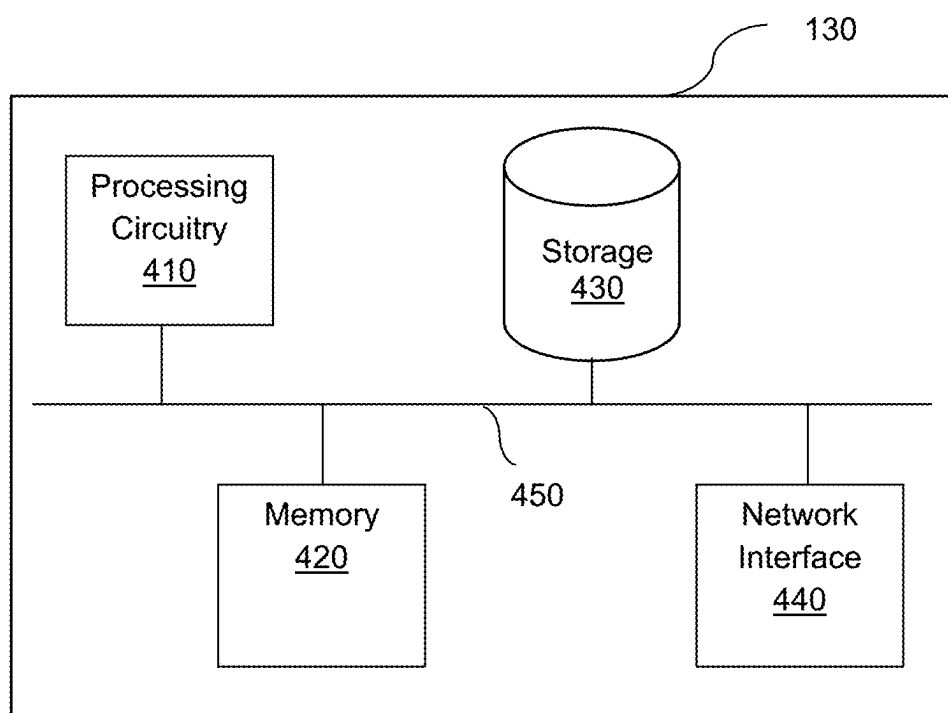 130
Processing
Circuitry
410
Storage
430
450
Memory
420
Network
Interface
440